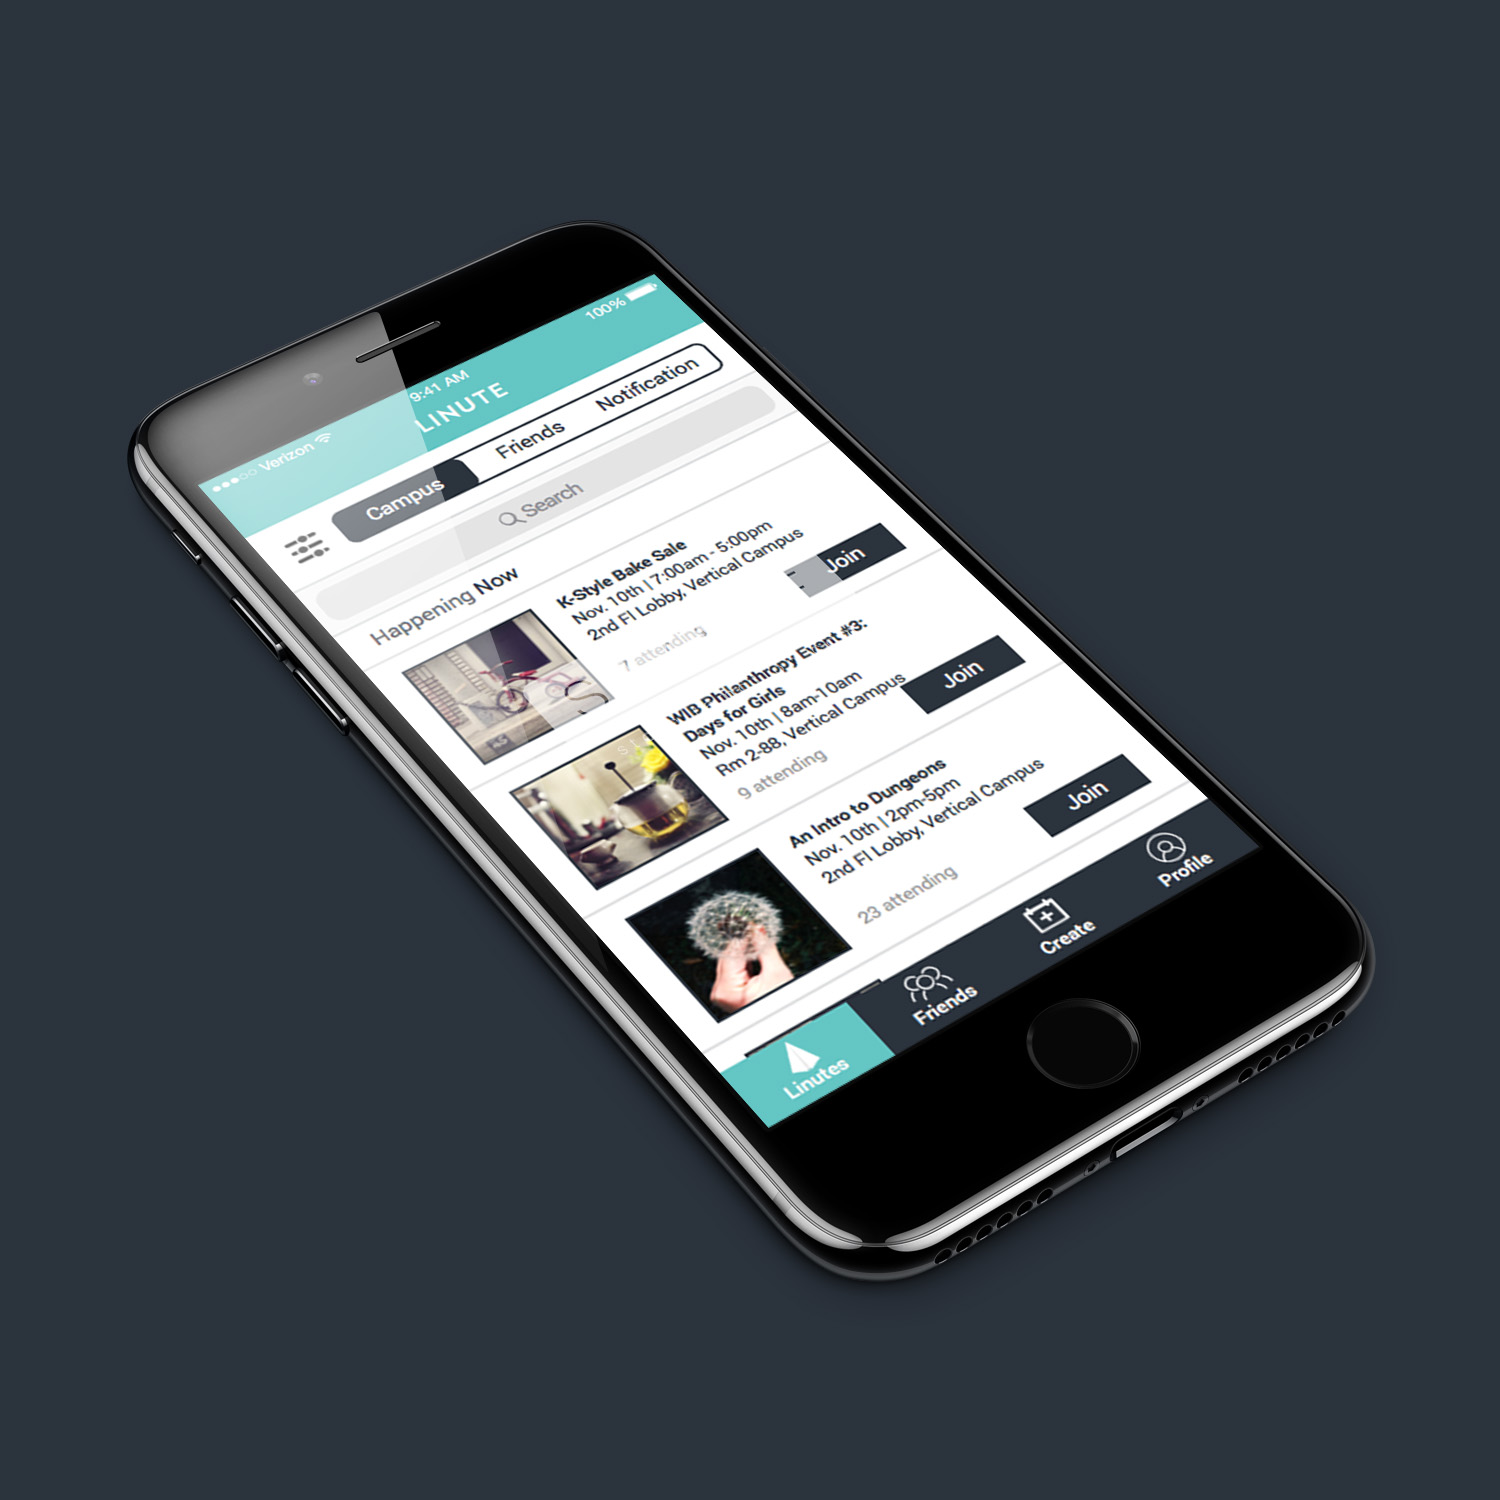 Verizon
9:41 AM
100%
LINUTE
Campus
Friends
Notification
Search
Happening Now
K-Style Bake Sale
Nov. 10th | 7:00am - 5:00pm
2nd Fl Lobby, Vertical Campus
7 attending
Join
WIB Philanthropy Event #3:
Days for Girls
Nov. 10th | 8am-10am
Rm 2-88, Vertical Campus
9 attending
Join
An Intro to Dungeons
Nov. 10th | 2pm-5pm
2nd Fl Lobby, Vertical Campus
23 attending
Join
Linutes
Friends
Create
Profile